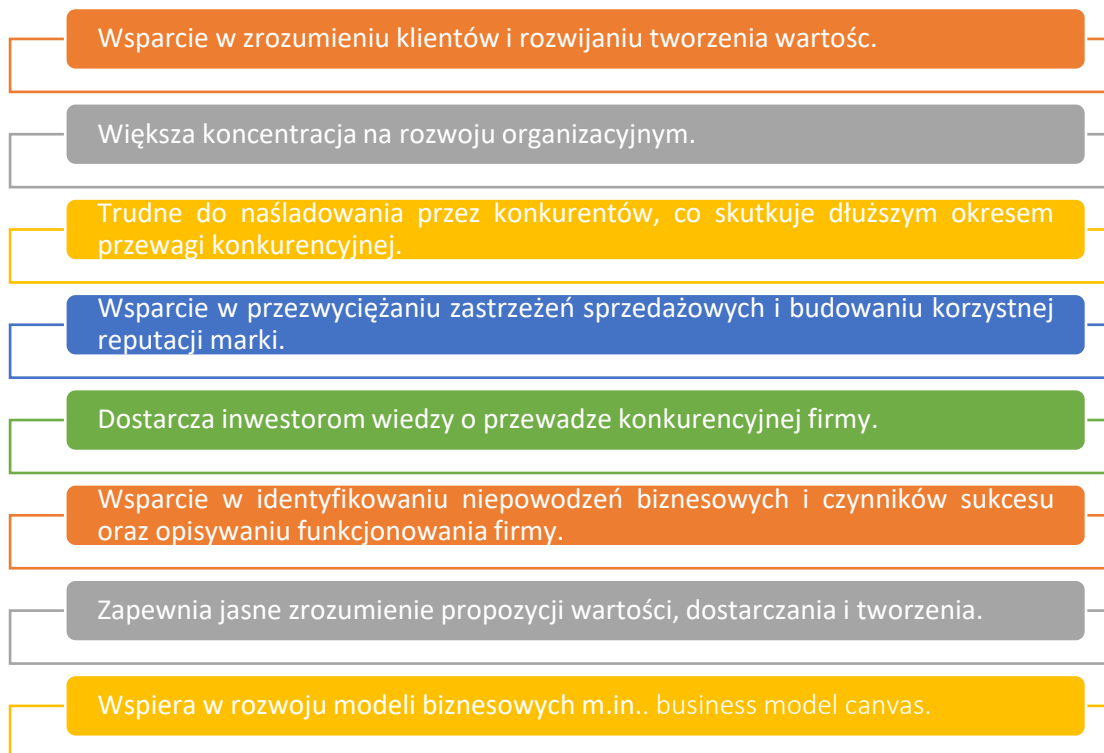 Wsparcie w zrozumieniu klientów i rozwijaniu tworzenia wartośc.
Większa koncentracja na rozwoju organizacyjnym.
Trudne do naśladowania przez konkurentów, co skutkuje dłuższym okresem
przewagi konkurencyjnej.
Wsparcie w przezwyciężaniu zastrzeżeń sprzedażowych i budowaniu korzystnej
reputacji marki.
Dostarcza inwestorom wiedzy o przewadze konkurencyjnej firmy.
Wsparcie w identyfikowaniu niepowodzeń biznesowych i czynników sukcesu
oraz opisywaniu funkcjonowania firmy.
Zapewnia jasne zrozumienie propozycji wartości, dostarczania i tworzenia.
Wspiera w rozwoju modeli biznesowych m.in.. business model canvas.